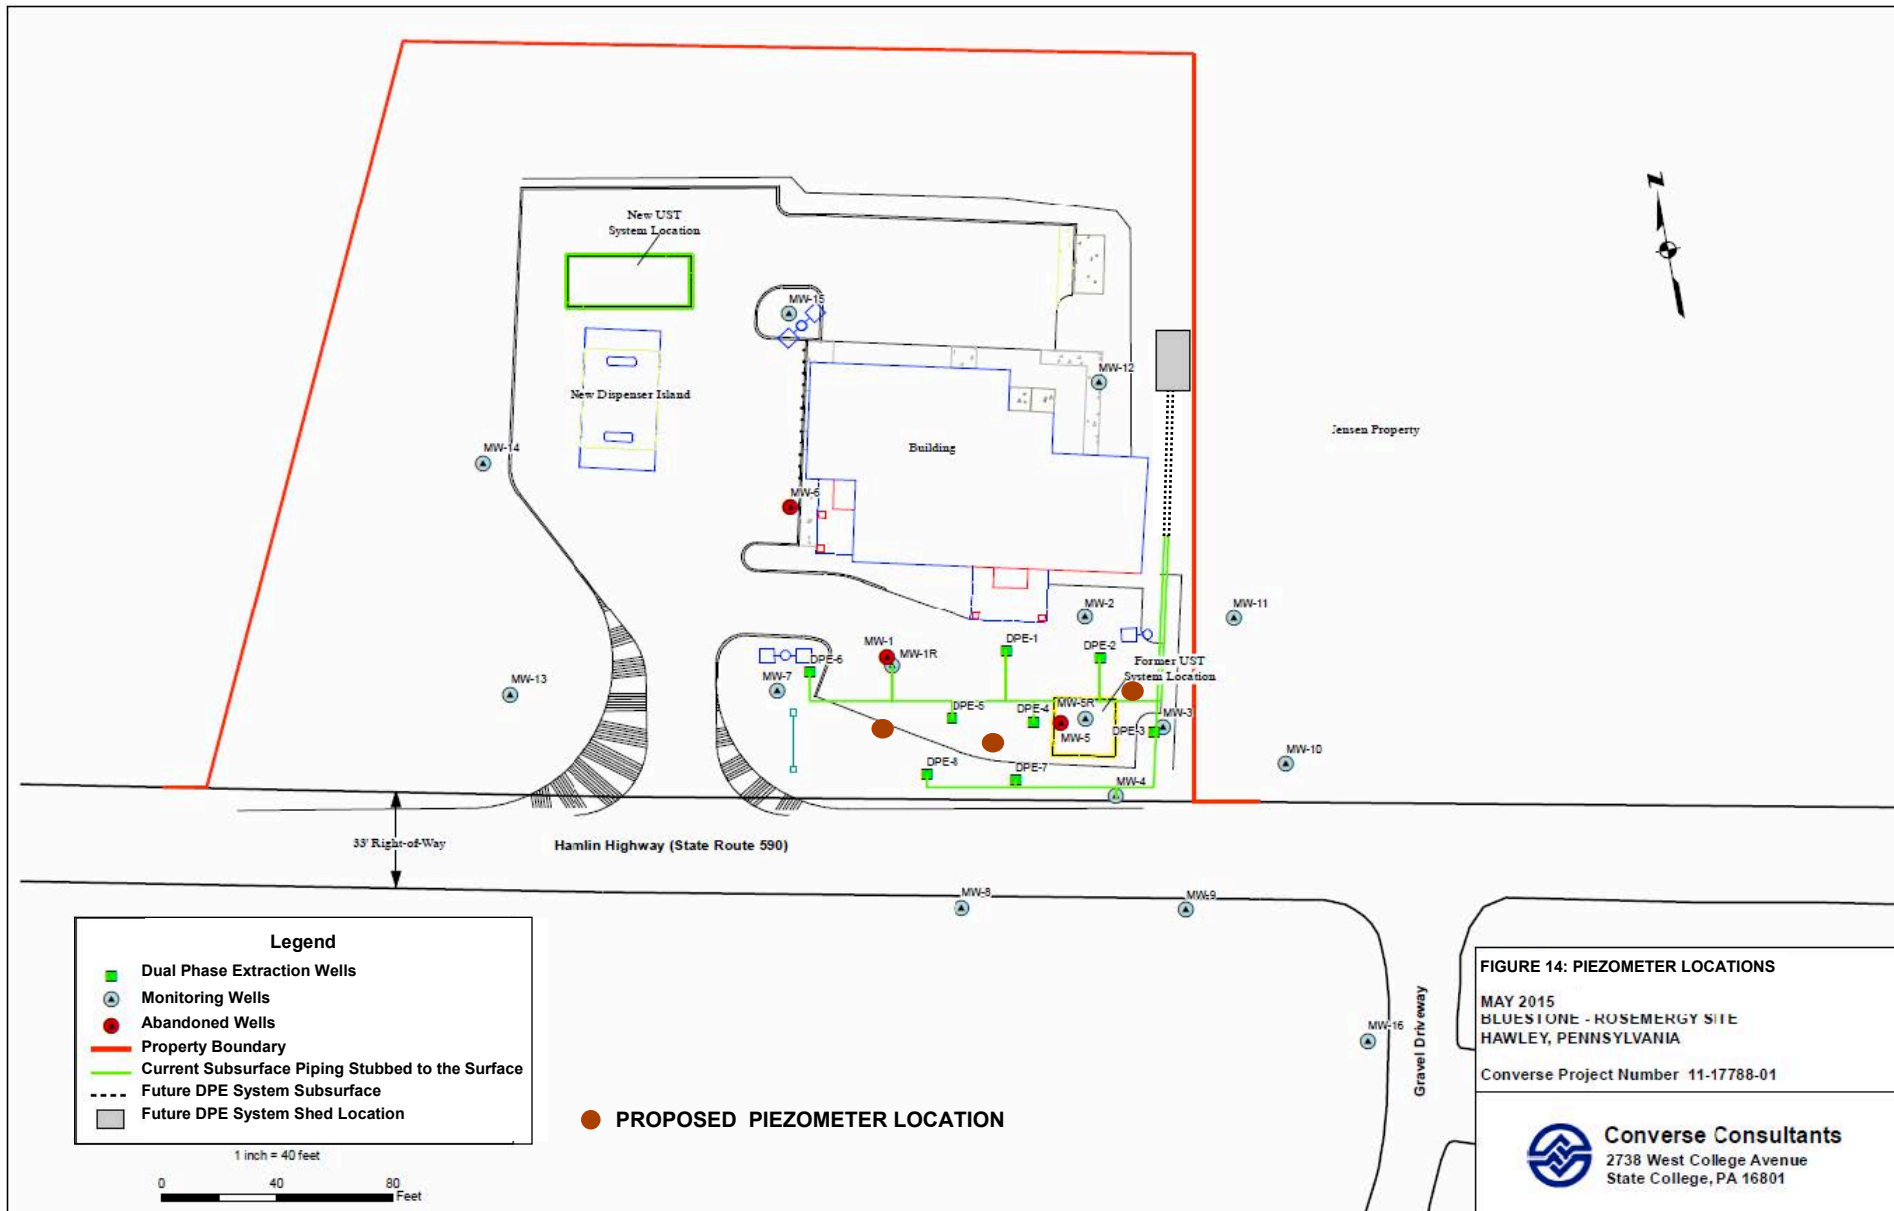 New UST
System Location
N
MW-15
New Dispenser Island
MW-12
Jensen Property
Building
MW-14
MW-6
MW-2
MW-11
DPE-1
DPE-2
MW-1
MW-1R
DPE-6
Former UST
System Location
MW-7
MW-13
DPE-5
DPE-4
MW-5R
MW-5
DPE-3
MW-3
MW-10
DPE-8
DPE-7
MW-4
33' Right-of-Way
Hamlin Highway (State Route 590)
MW-8
MW-9
MW-16
Gravel Driveway
Legend
Dual Phase Extraction Wells
Monitoring Wells
Abandoned Wells
Property Boundary
Current Subsurface Piping Stubbed to the Surface
Future DPE System Subsurface
Future DPE System Shed Location
1 inch = 40 feet
0 40 80
Feet
PROPOSED PIEZOMETER LOCATION
FIGURE 14: PIEZOMETER LOCATIONS
MAY 2015
BLUESTONE - ROSEMERGY SITE
HAWLEY, PENNSYLVANIA
Converse Project Number 11-17788-01
Converse Consultants
2738 West College Avenue
State College, PA 16801